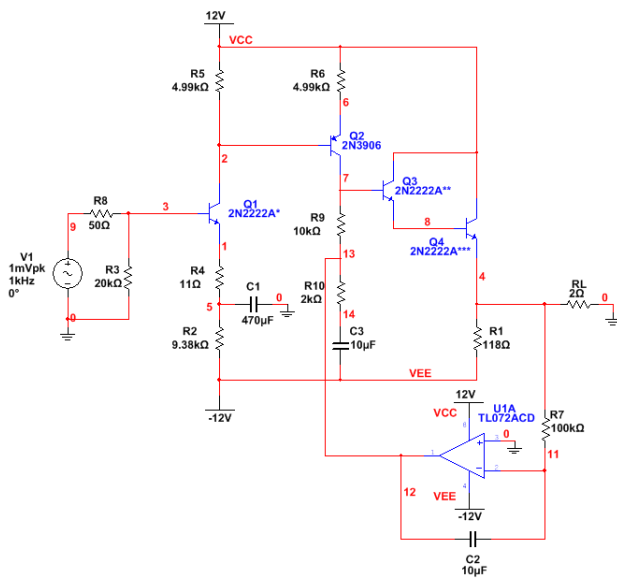 12V
VCC
R5
4.99kΩ
R6
4.99kΩ
6
Q2
2N3906
2
7
Q3
2N2222A**
R8
50Ω
3
Q1
2N2222A*
9
R9
10kΩ
8
Q4
2N2222A***
V1
1mVpk
1kHz
0°
R3
20kΩ
1
R4
11Ω
13
4
RL
2Ω
5
C1
470µF
0
R10
2kΩ
0
0
14
R2
9.38kΩ
C3
10µF
R1
118Ω
VEE
-12V
12V
VCC
U1A
TL072ACD
R7
100kΩ
8
3
0
1
2
11
4
12
VEE
-12V
C2
10µF